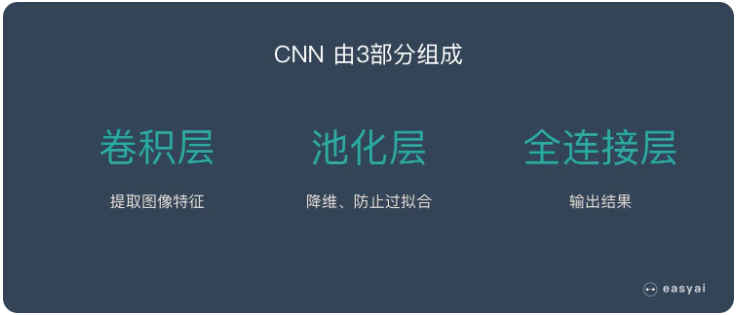 CNN 由3部分组成
卷积层
提取图像特征
池化层
降维、防止过拟合
全连接层
输出结果
easyai